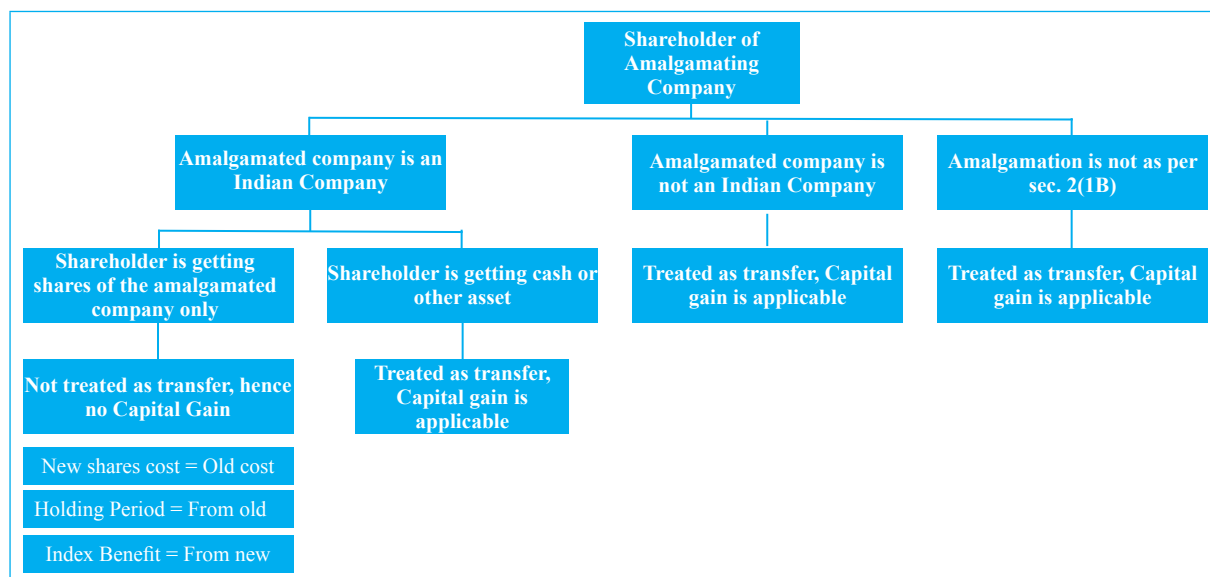 Shareholder of
Amalgamating
Company
Amalgamated company is an
Indian Company
Amalgamated company is
not an Indian Company
Amalgamation is not as per
sec. 2(1B)
Shareholder is getting
shares of the amalgamated
company only
Shareholder is getting cash or
other asset
Treated as transfer, Capital
gain is applicable
Treated as transfer, Capital
gain is applicable
Not treated as transfer, hence
no Capital Gain
Treated as transfer,
Capital gain is
applicable
New shares cost = Old cost
Holding Period = From old
Index Benefit = From new